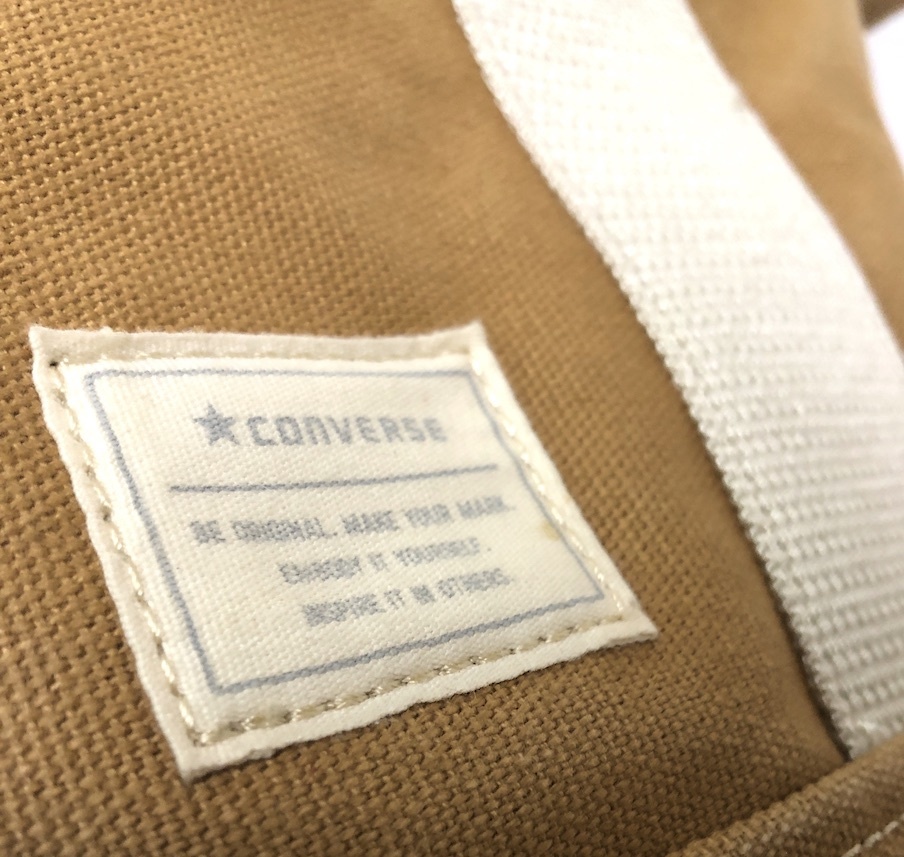 ★CONVERSE
BE ORIGINAL. MAKE YOUR MARK.
EMBODY IT YOURSELF.
INSPIRE IT IN OTHERS